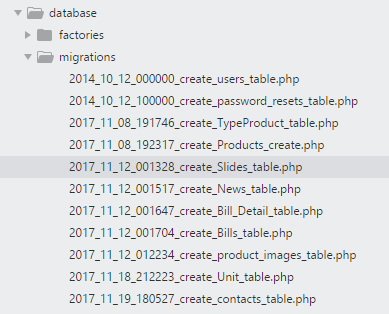 database
factories
migrations
2014_10_12_000000_create_users_table.php
2014_10_12_100000_create_password_resets_table.php
2017_11_08_191746_create_TypeProduct_table.php
2017_11_08_192317_create_Products_create.php
2017_11_12_001328_create_Slides_table.php
2017_11_12_001517_create_News_table.php
2017_11_12_001647_create_Bill_Detail_table.php
2017_11_12_001704_create_Bills_table.php
2017_11_12_012234_create_product_images_table.php
2017_11_18_212223_create_Unit_table.php
2017_11_19_180527_create_contacts_table.php